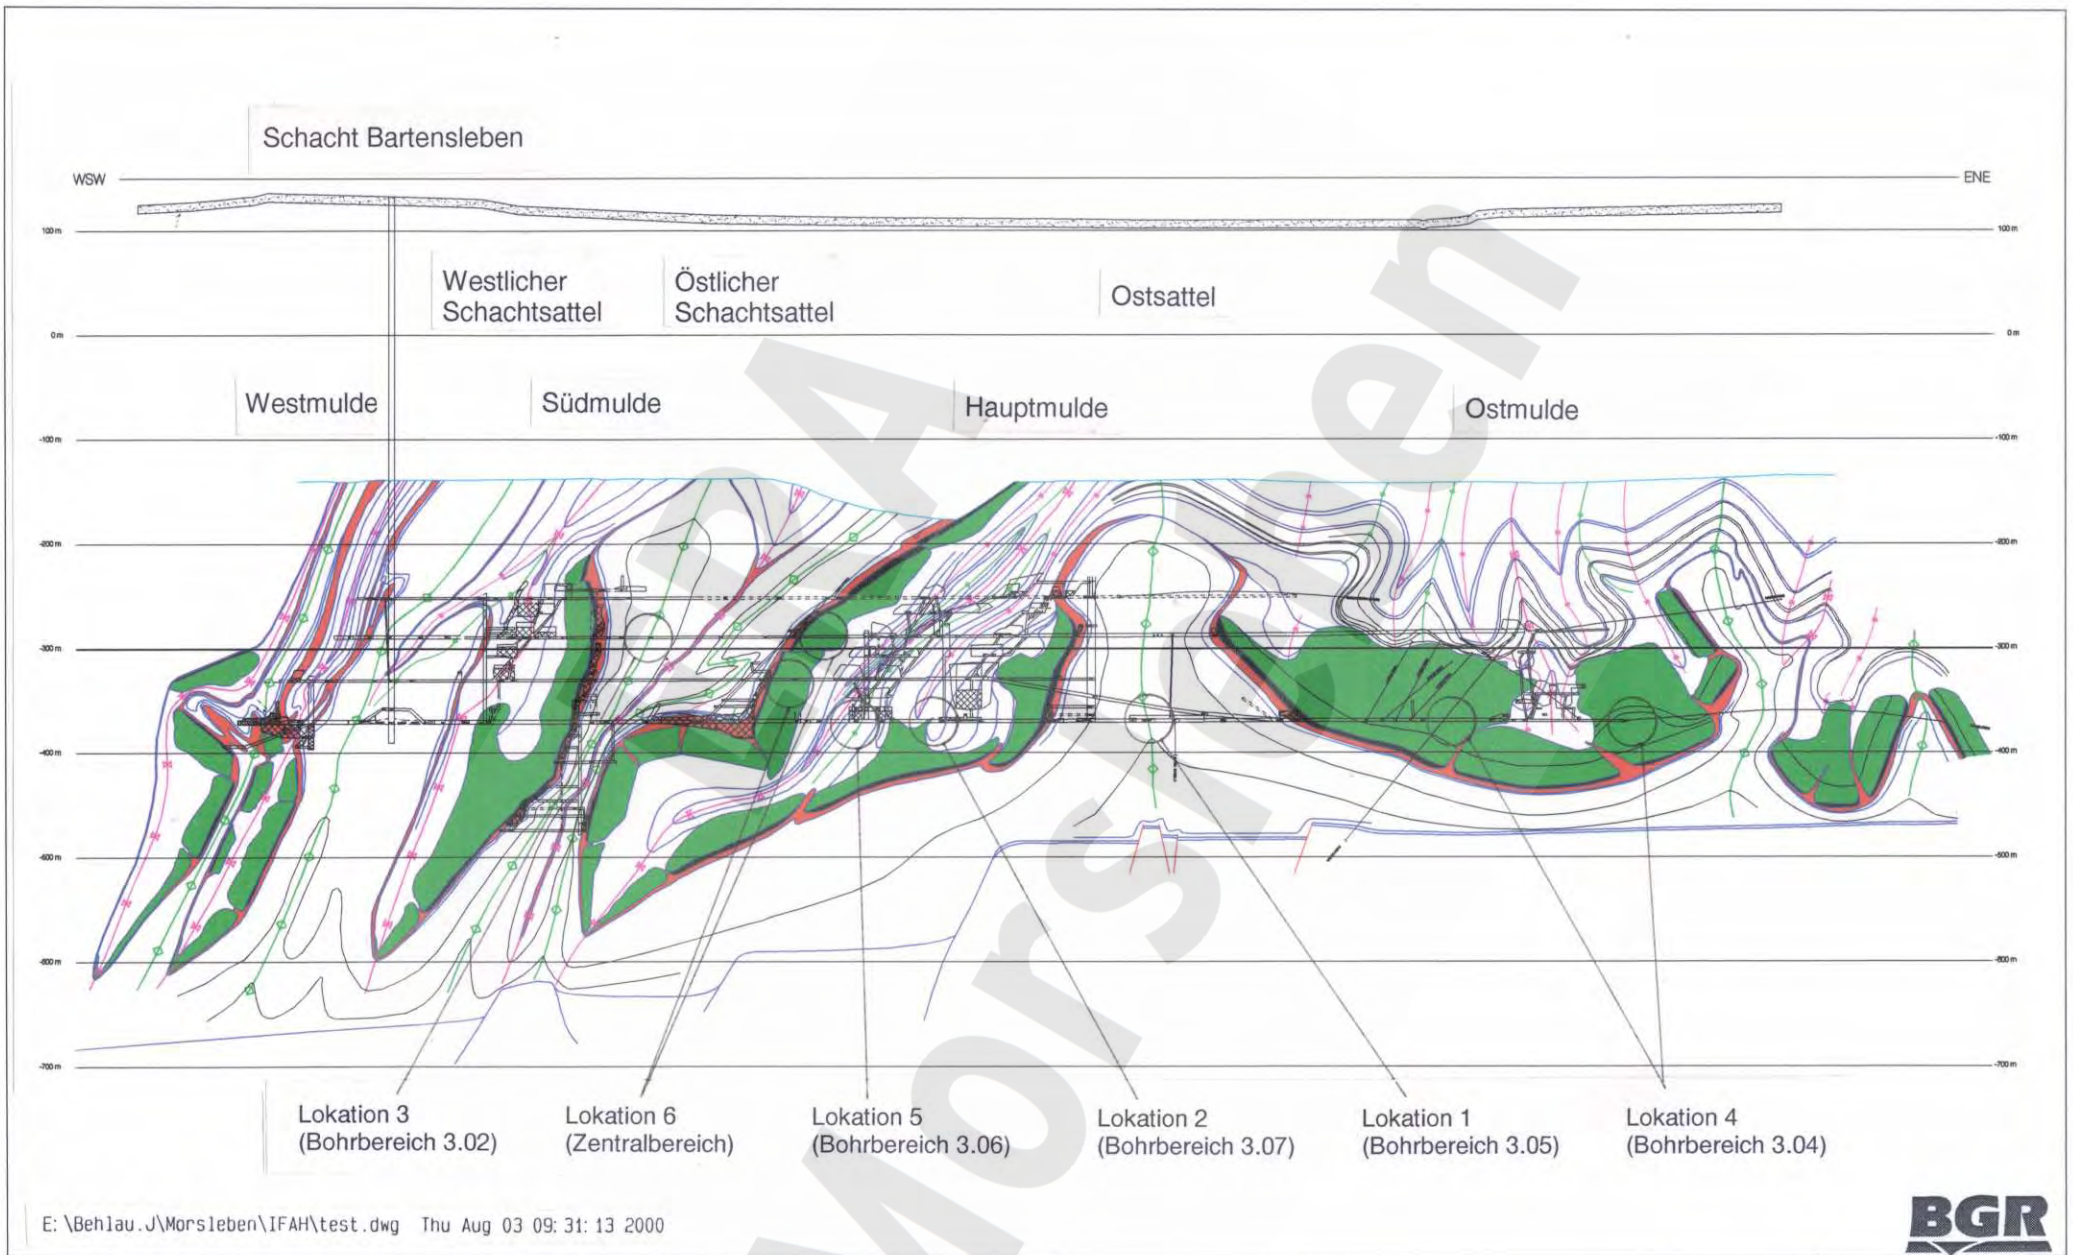 Schacht Bartensleben
WSW
ENE
100 m
100 m
Westlicher
Schachtsattel
Östlicher
Schachtsattel
Ostsattel
0 m
0 m
Westmulde
Südmulde
Hauptmulde
Ostmulde
-100 m
-100 m
-200 m
-200 m
-300 m
-300 m
-400 m
-400 m
-500 m
-500 m
-600 m
-600 m
-700 m
-700 m
Lokation 3
(Bohrbereich 3.02)
Lokation 6
(Zentralbereich)
Lokation 5
(Bohrbereich 3.06)
Lokation 2
(Bohrbereich 3.07)
Lokation 1
(Bohrbereich 3.05)
Lokation 4
(Bohrbereich 3.04)
E:\Behlau.J\Morsleben\IFAH\test.dwg Thu Aug 03 09:31:13 2000
BGR
ERA
Morsleben